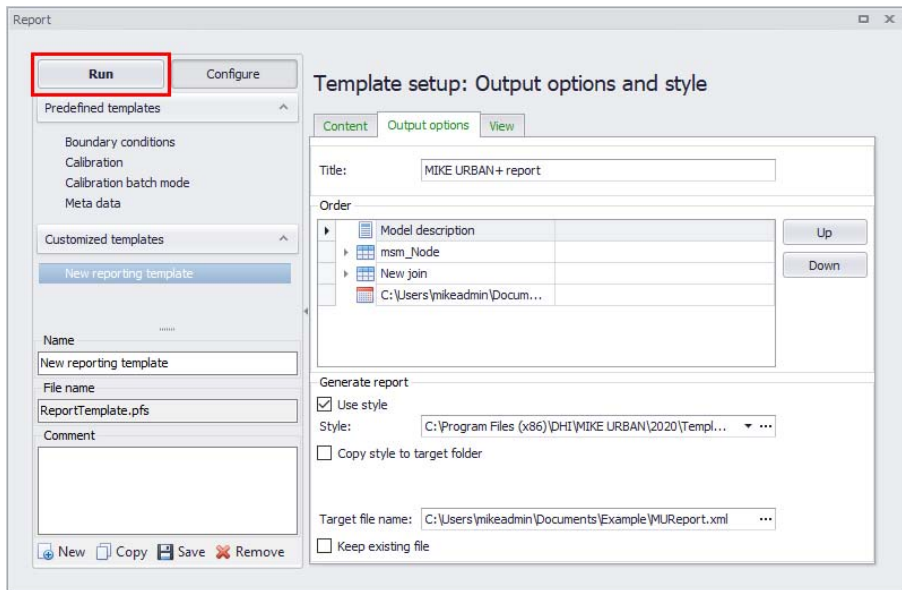 Report
Run
Configure
Predefined templates
Boundary conditions
Calibration
Calibration batch mode
Meta data
Customized templates
New reporting template
Name
New reporting template
File name
ReportTemplate.pfs
Comment
New Copy Save Remove
Template setup: Output options and style
Content Output options View
Title: MIKE URBAN+ report
Order
Model description
msm_Node
New join
C:\Users\mikeadmin\Docum...
Up
Down
Generate report
Use style
Style: C:\Program Files (x86)\DHI\MIKE URBAN\2020\Templ...
Copy style to target folder
Target file name: C:\Users\mikeadmin\Documents\Example\MUReport.xml
Keep existing file